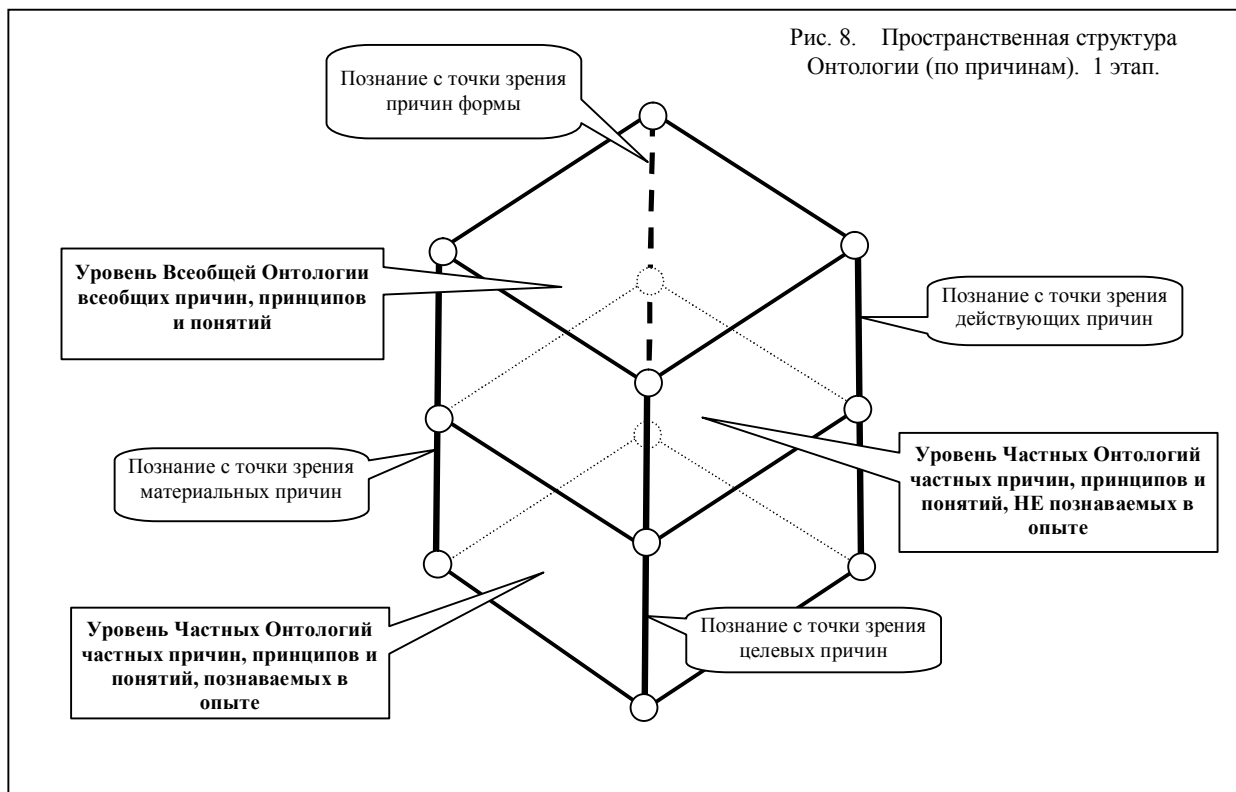 Рис. 8. Пространственная структура
Онтологии (по причинам). 1 этап.
Познание с точки зрения
причин формы
Уровень Всеобщей Онтологии
всеобщих причин, принципов
и понятий
Познание с точки зрения
действующих причин
Познание с точки зрения
материальных причин
Уровень Частных Онтологий
частных причин, принципов и
понятий, НЕ познаваемых в
опыте
Уровень Частных Онтологий
частных причин, принципов и
понятий, познаваемых в
опыте
Познание с точки зрения
целевых причин